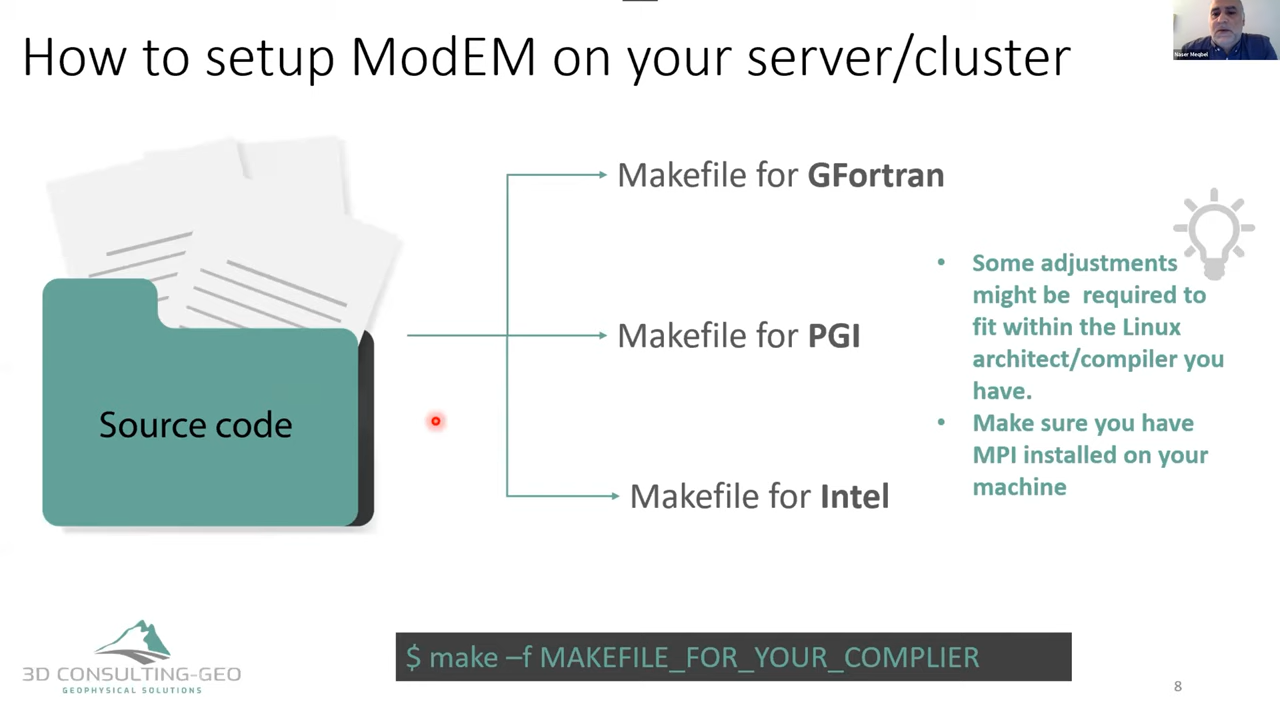 How to setup ModEM on your server/cluster
Naser Meqbel
Makefile for GFortran
Makefile for PGI
Makefile for Intel
Source code
• Some adjustments
might be required to
fit within the Linux
architect/compiler you
have.
• Make sure you have
MPI installed on your
machine
3D CONSULTING-GEO
GEOPHYSICAL SOLUTIONS
$ make –f MAKEFILE_FOR_YOUR_COMPLIER
8